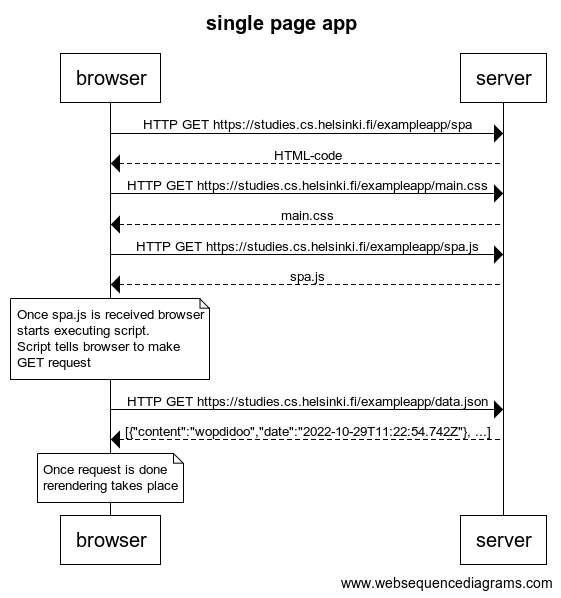 single page app
browser
server
HTTP GET https://studies.cs.helsinki.fi/exampleapp/spa
HTML-code
HTTP GET https://studies.cs.helsinki.fi/exampleapp/main.css
main.css
HTTP GET https://studies.cs.helsinki.fi/exampleapp/spa.js
spa.js
Once spa.js is received browser
starts executing script.
Script tells browser to make
GET request
HTTP GET https://studies.cs.helsinki.fi/exampleapp/data.json
[{"content":"wopdidoo","date":"2022-10-29T11:22:54.742Z"}, ...]
Once request is done
rerendering takes place
browser
server
www.websequencediagrams.com